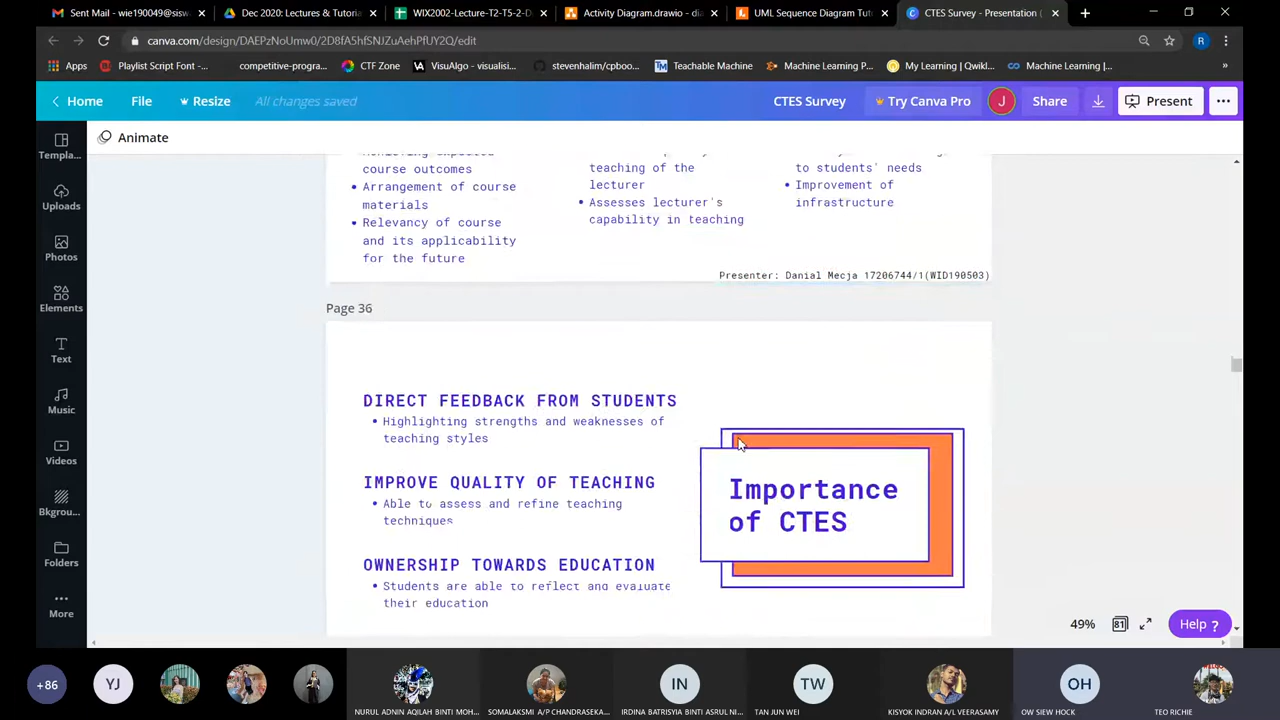 Sent Mail - wie190049@sisw
Dec 2020: Lectures & Tutoria
WIX2002-Lecture-T2-T5-2-D
Activity Diagram.drawio - di
UML Sequence Diagram Tut
CTES Survey - Presentation (
canva.com/design/DAEPzNoUmw0/2D8fA5hfSNJZuAehPfUY2Q/edit
Apps
Playlist Script Font -...
competitive-progra...
CTF Zone
VisuAlgo - visualisi...
stevenhalim/cpboo...
Teachable Machine
Machine Learning P...
My Learning | Qwikl...
Machine Learning |...
»
Home
File
Resize
All changes saved
CTES Survey
Try Canva Pro
J
Share
Present
Templa...
Uploads
Photos
Elements
Text
Music
Videos
Bkgrou...
Folders
More
Animate
course outcomes
• Arrangement of course
materials
• Relevancy of course
and its applicability
for the future
teaching of the
lecturer
• Assesses lecturer's
capability in teaching
to students' needs
• Improvement of
infrastructure
Presenter: Danial Mecja 17206744/1(WID190503)
Page 36
DIRECT FEEDBACK FROM STUDENTS
• Highlighting strengths and weaknesses of
teaching styles
IMPROVE QUALITY OF TEACHING
• Able to assess and refine teaching
techniques
OWNERSHIP TOWARDS EDUCATION
• Students are able to reflect and evaluate
their education
Importance
of CTES
49%
81
Help ?
+86
YJ
NURUL ADNIN AQILAH BINTI MOH...
SOMALAKSMI A/P CHANDRASEKA...
IN
IRDINA BATRISYIA BINTI ASRUL NI...
TW
TAN JUN WEI
KISYOK INDRAN A/L VEERASAMY
OH
OW SIEW HOCK
TEO RICHIE